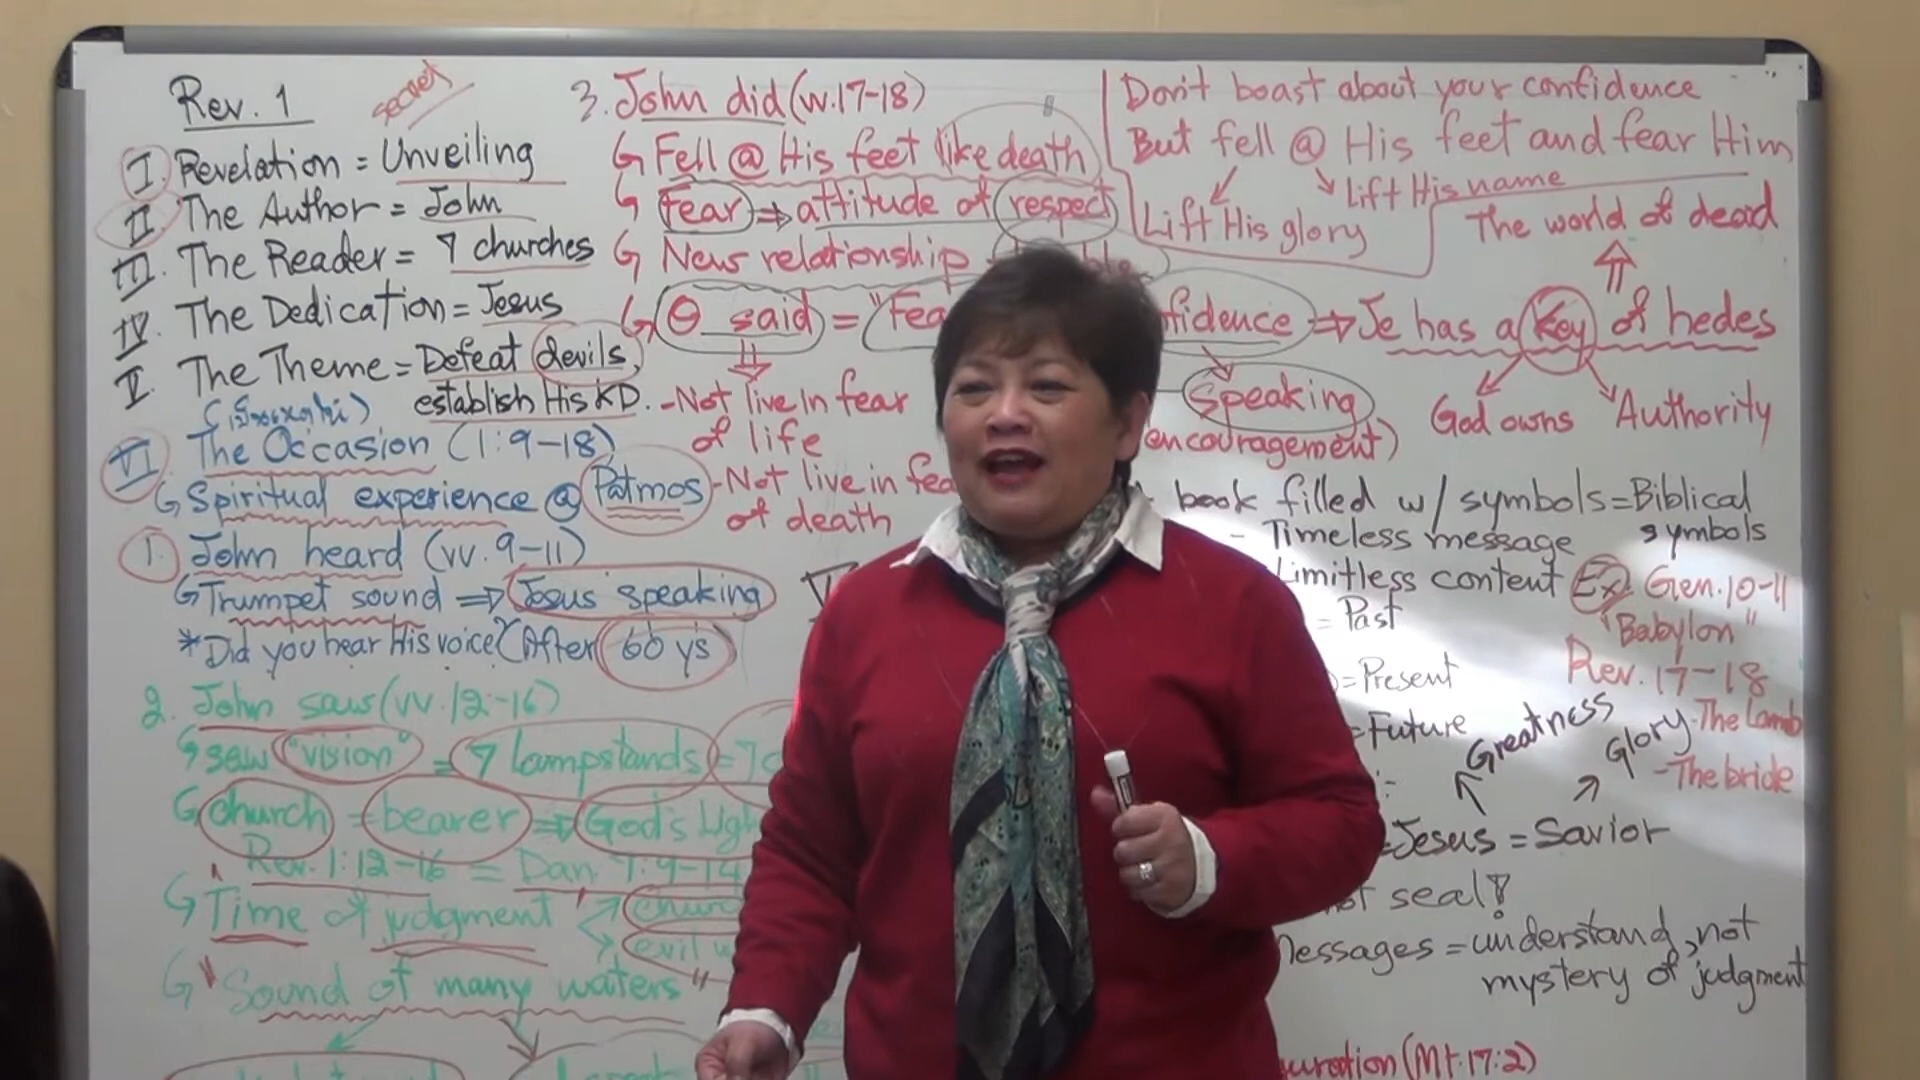 Rev. 1
secret
I. Revelation = Unveiling
II. The Author = John
III. The Reader = 7 churches
IV. The Dedication = Jesus
V. The Theme = Defeat devils,
establish His KD.
VI. The Occasion (1:9-18)
Spiritual experience @ Patmos
1. John heard (vv. 9-11)
Trumpet sound ⇒ Jesus speaking
*Did you hear His voice? (After 60 ys)
2. John saw (vv. 12-16)
saw "vision" = 7 lampstands = 7
church = bearer ⇒ God's
Rev. 1:12-16 = Dan. 7:9-14
Time of judgment
evil
"Sound of many waters"
3. John did (vv. 17-18)
Fell @ His feet like death
Fear ⇒ attitude of respect
New relationship
said =
-Not live in fear
of life
-Not live in
of death
Don't boast about your confidence
But fell @ His feet and fear Him
Lift His name
Lift His glory
The world of dead
⇒ Je has a Key of hedes
Speaking
God owns
Authority
encouragement)
book filled w/ symbols = Biblical
symbols
- Timeless message
Limitless content Ex. Gen. 10-11
"Babylon"
= Past
Rev. 17-18
= Present
-The Lamb
= Future
Greatness
Glory
-The bride
= Jesus = Savior
seal?
messages = understand, not
mystery of judgment
(Mt. 17:2)